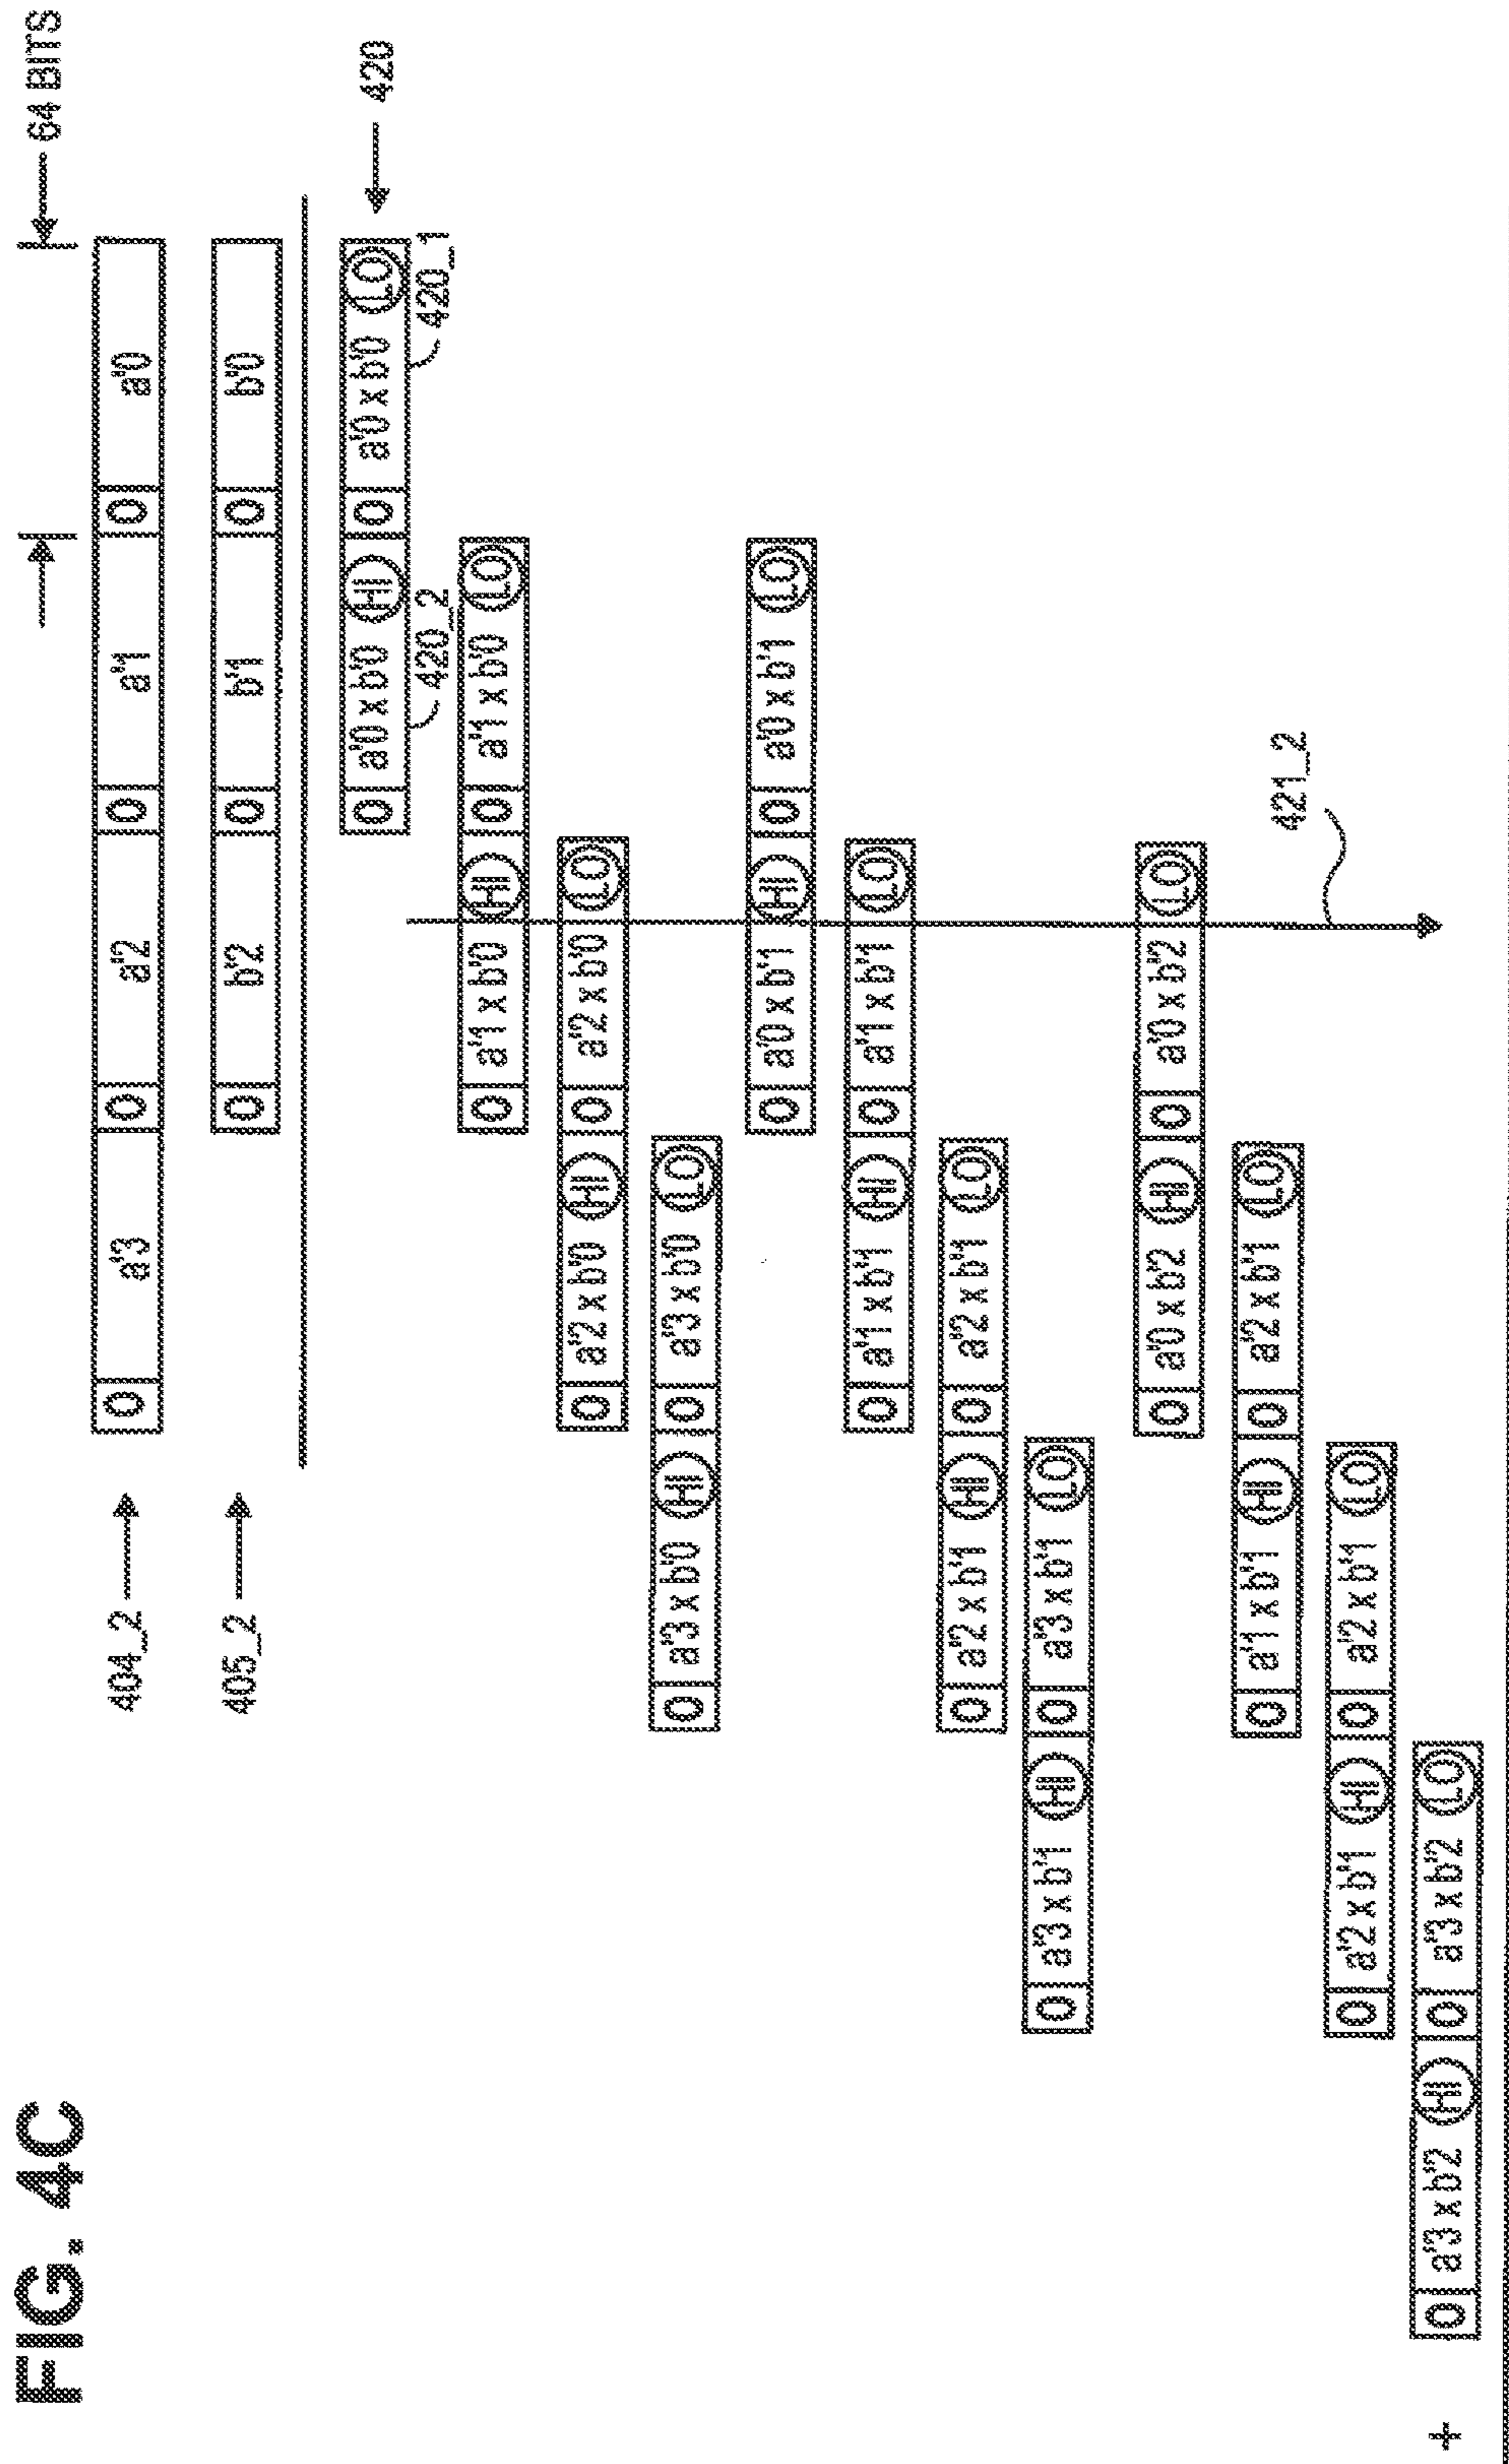 FIG. 4C
64 BITS
404_2 0 a'3 0 a'2 0 a'1 0 a'0
405_2 0 b'2 0 b'1 0 b'0
0 a'0 x b'0 (HI) 0 a'0 x b'0 (LO) 420
420_2 420_1
0 a'1 x b'0 (HI) 0 a'1 x b'0 (LO)
0 a'2 x b'0 (HI) 0 a'2 x b'0 (LO)
0 a'3 x b'0 (HI) 0 a'3 x b'0 (LO)
0 a'0 x b'1 (HI) 0 a'0 x b'1 (LO)
0 a'1 x b'1 (HI) 0 a'1 x b'1 (LO)
0 a'2 x b'1 (HI) 0 a'2 x b'1 (LO)
0 a'3 x b'1 (HI) 0 a'3 x b'1 (LO)
0 a'0 x b'2 (HI) 0 a'0 x b'2 (LO)
0 a'1 x b'1 (HI) 0 a'2 x b'1 (LO) 421_2
0 a'2 x b'1 (HI) 0 a'2 x b'1 (LO)
+ 0 a'3 x b'2 (HI) 0 a'3 x b'2 (LO)